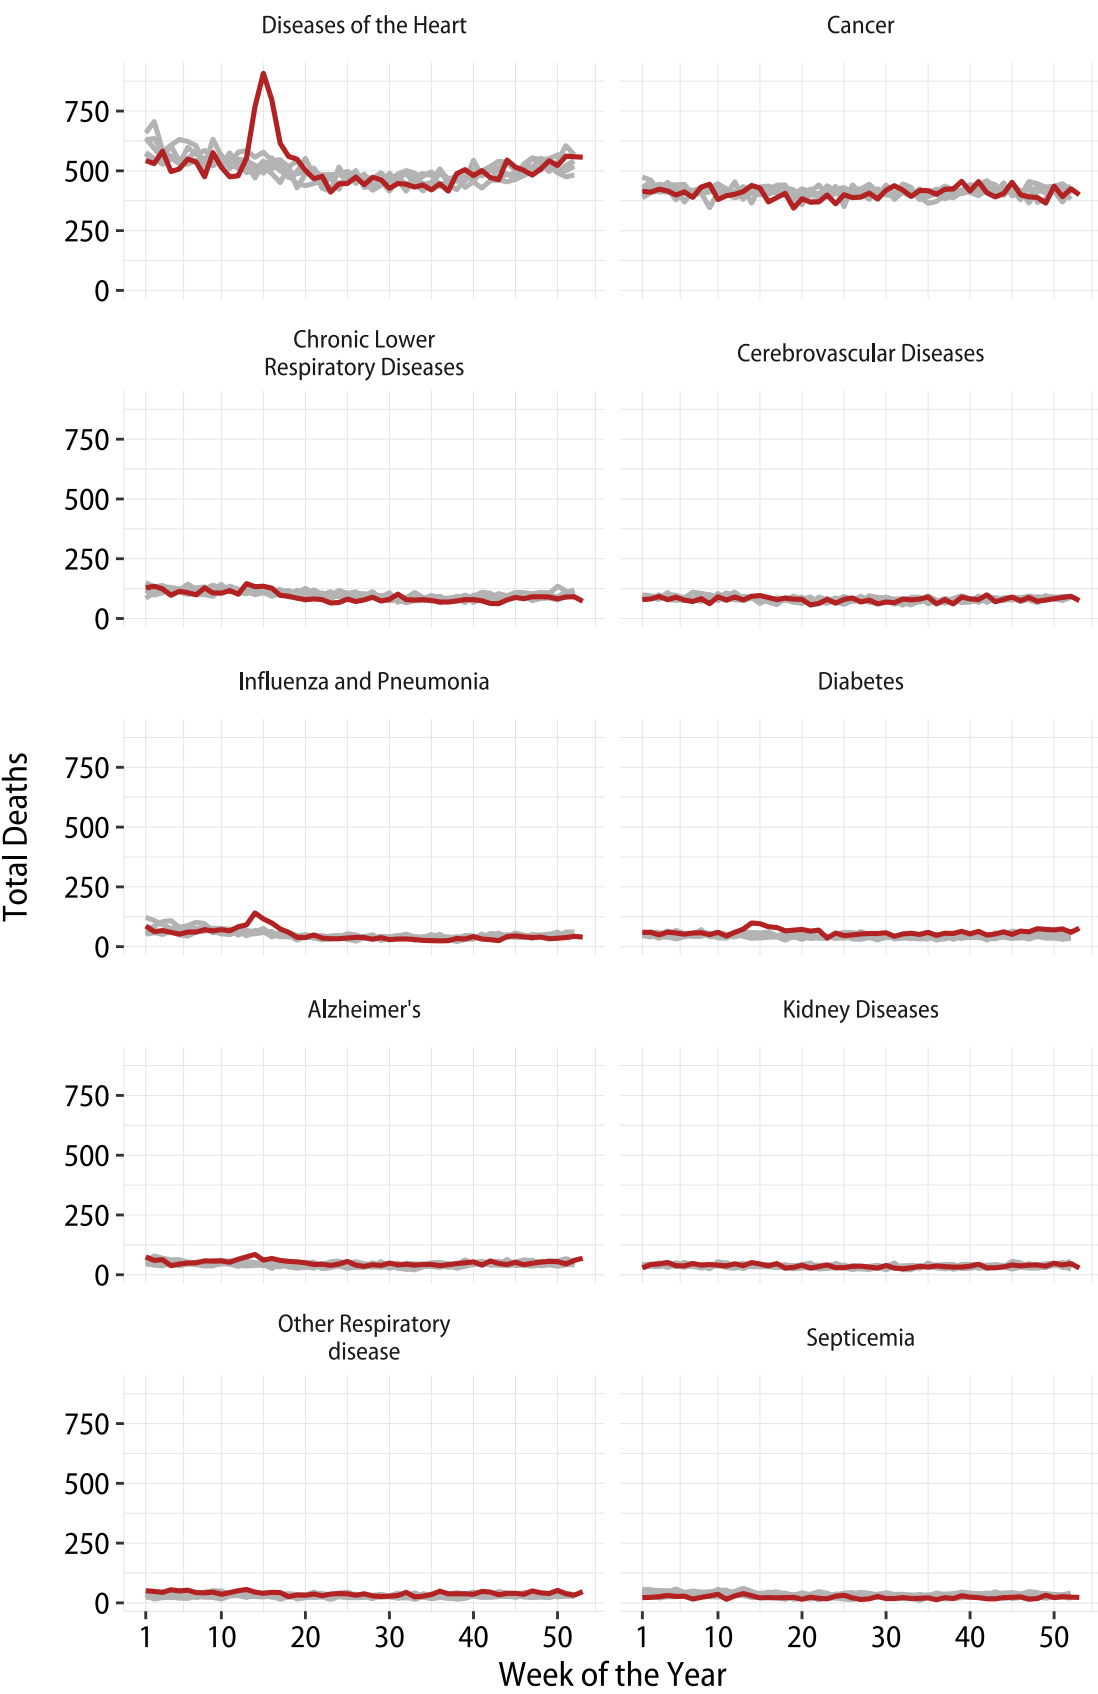 Diseases of the Heart
Cancer
750
500
250
0
Chronic Lower
Respiratory Diseases
Cerebrovascular Diseases
750
500
250
0
Influenza and Pneumonia
Diabetes
750
500
250
0
Total Deaths
Alzheimer's
Kidney Diseases
750
500
250
0
Other Respiratory
disease
Septicemia
750
500
250
0
1 10 20 30 40 50
1 10 20 30 40 50
Week of the Year